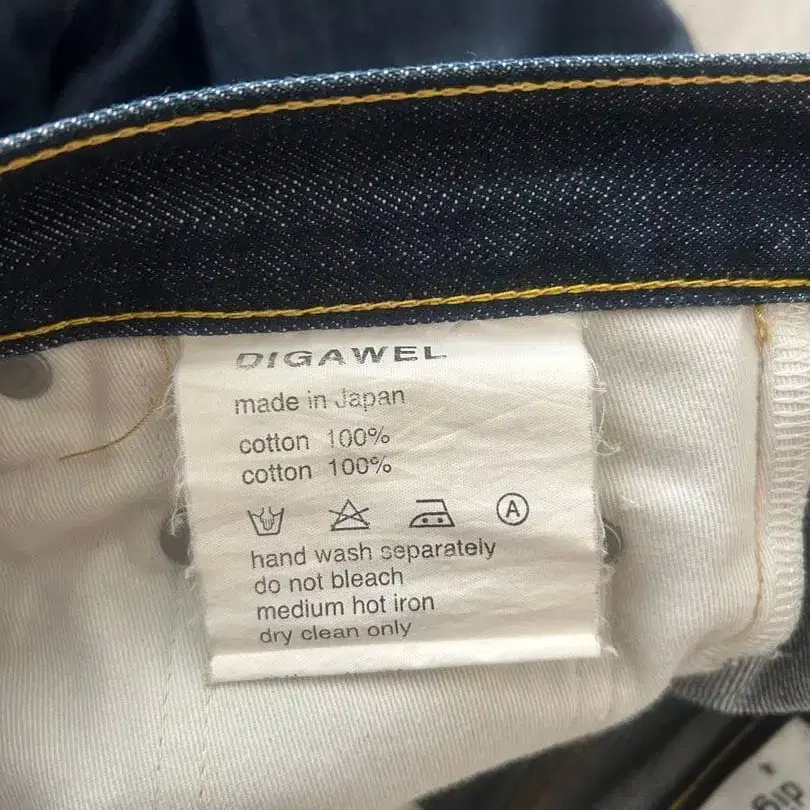 DIGAWEL
made in Japan
cotton 100%
cotton 100%
A
hand wash separately
do not bleach
medium hot iron
dry clean only